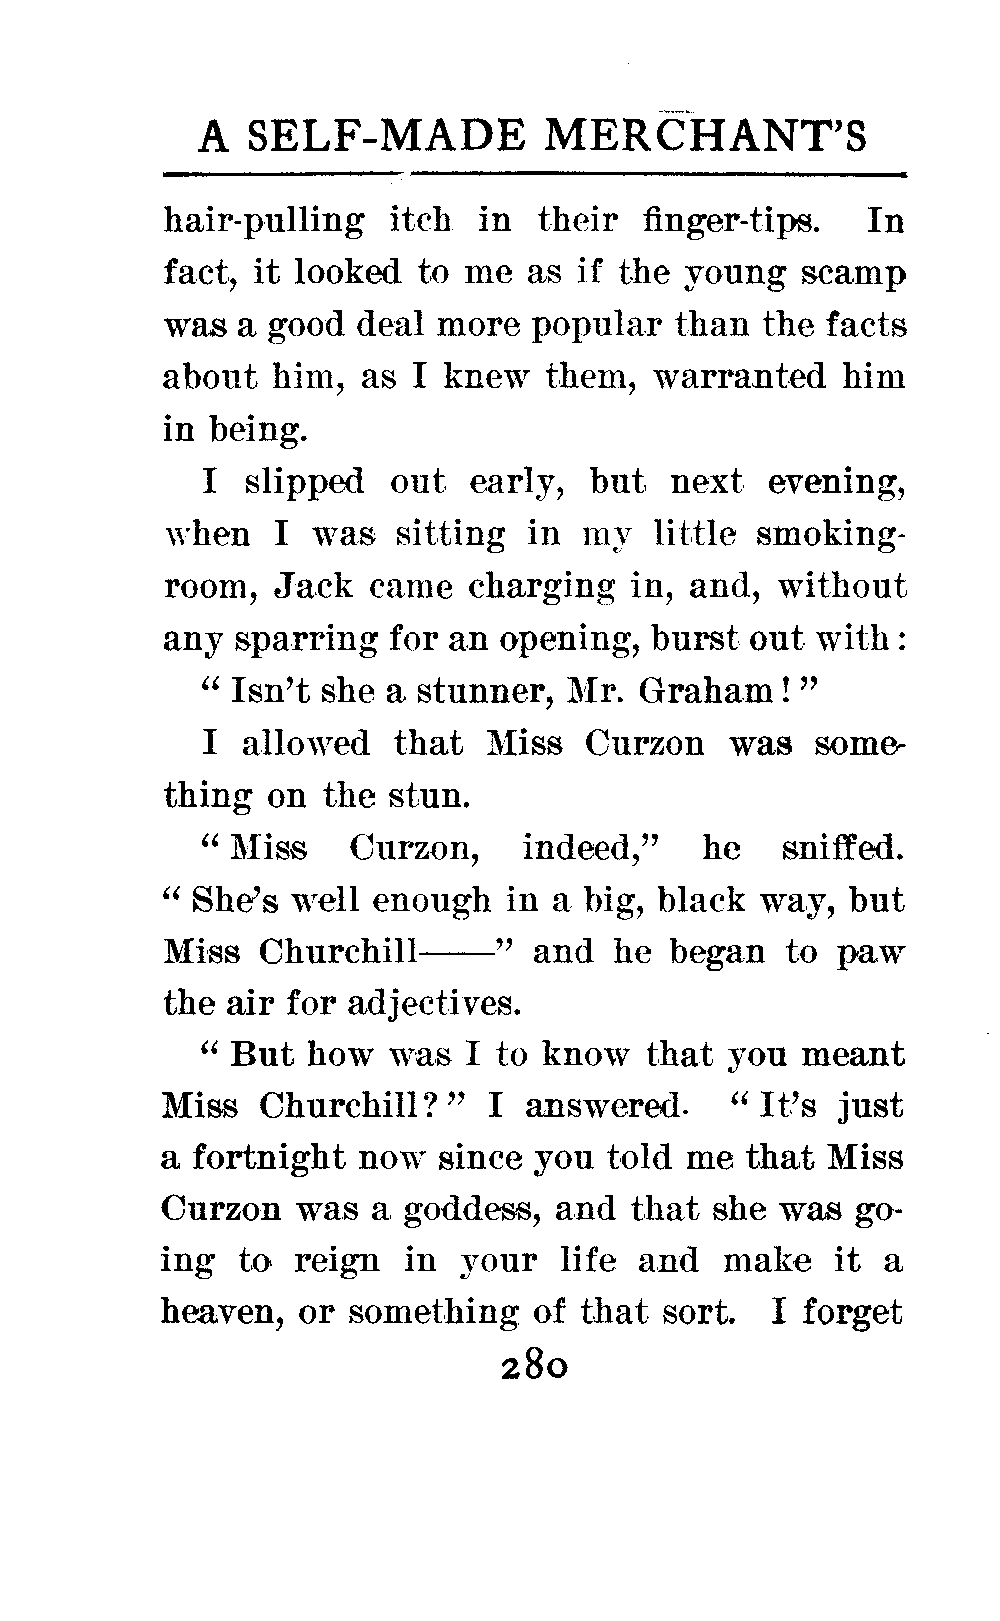 A SELF-MADE MERCHANT'S
hair-pulling itch in their finger-tips. In
fact, it looked to me as if the young scamp
was a good deal more popular than the facts
about him, as I knew them, warranted him
in being.
I slipped out early, but next evening,
when I was sitting in my little smoking-
room, Jack came charging in, and, without
any sparring for an opening, burst out with:
“Isn't she a stunner, Mr. Graham!”
I allowed that Miss Curzon was some-
thing on the stun.
“Miss Curzon, indeed,” he sniffed.
“She's well enough in a big, black way, but
Miss Churchill——” and he began to paw
the air for adjectives.
“But how was I to know that you meant
Miss Churchill?” I answered. “It's just
a fortnight now since you told me that Miss
Curzon was a goddess, and that she was go-
ing to reign in your life and make it a
heaven, or something of that sort. I forget
280